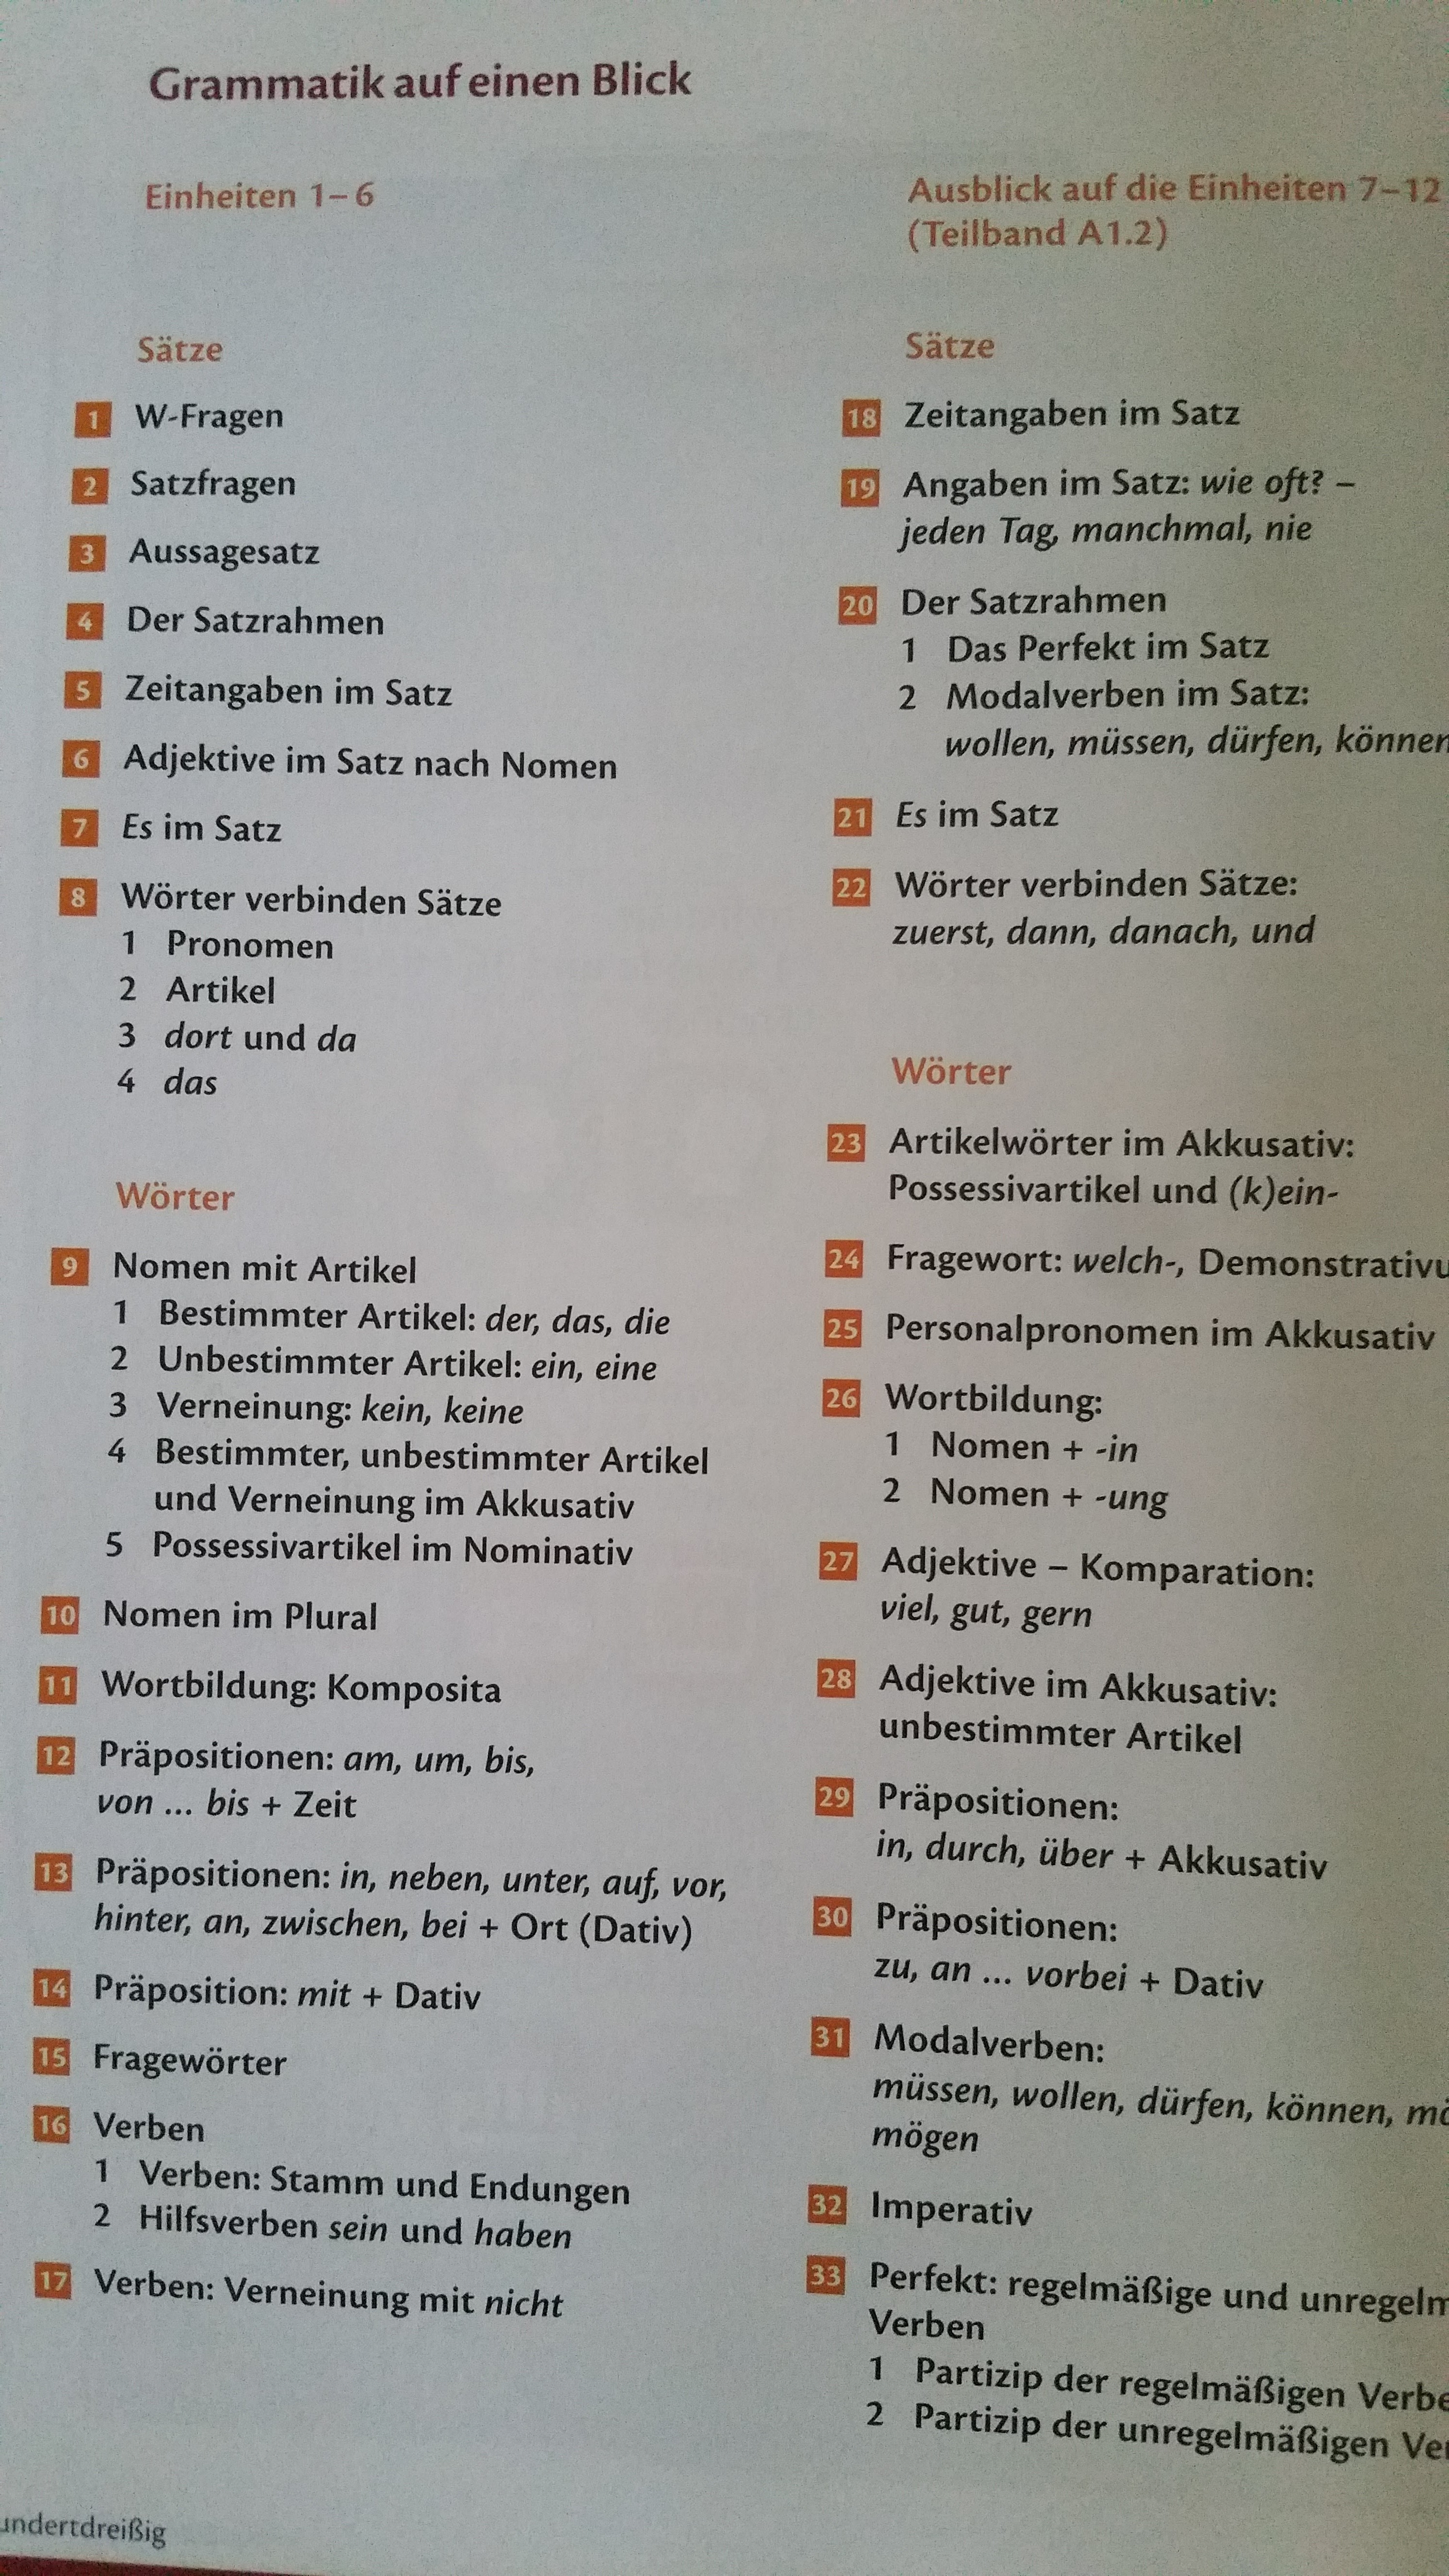 Grammatik auf einen Blick
Einheiten 1–6
Sätze
1 W-Fragen
2 Satzfragen
3 Aussagesatz
4 Der Satzrahmen
5 Zeitangaben im Satz
6 Adjektive im Satz nach Nomen
7 Es im Satz
8 Wörter verbinden Sätze
1 Pronomen
2 Artikel
3 dort und da
4 das
Wörter
9 Nomen mit Artikel
1 Bestimmter Artikel: der, das, die
2 Unbestimmter Artikel: ein, eine
3 Verneinung: kein, keine
4 Bestimmter, unbestimmter Artikel
und Verneinung im Akkusativ
5 Possessivartikel im Nominativ
10 Nomen im Plural
11 Wortbildung: Komposita
12 Präpositionen: am, um, bis,
von ... bis + Zeit
13 Präpositionen: in, neben, unter, auf, vor,
hinter, an, zwischen, bei + Ort (Dativ)
14 Präposition: mit + Dativ
15 Fragewörter
16 Verben
1 Verben: Stamm und Endungen
2 Hilfsverben sein und haben
17 Verben: Verneinung mit nicht
Ausblick auf die Einheiten 7–12
(Teilband A1.2)
Sätze
18 Zeitangaben im Satz
19 Angaben im Satz: wie oft? –
jeden Tag, manchmal, nie
20 Der Satzrahmen
1 Das Perfekt im Satz
2 Modalverben im Satz:
wollen, müssen, dürfen, können
21 Es im Satz
22 Wörter verbinden Sätze:
zuerst, dann, danach, und
Wörter
23 Artikelwörter im Akkusativ:
Possessivartikel und (k)ein-
24 Fragewort: welch-,
25 Personalpronomen im Akkusativ
26 Wortbildung:
1 Nomen + -in
2 Nomen + -ung
27 Adjektive – Komparation:
viel, gut, gern
28 Adjektive im Akkusativ:
unbestimmter Artikel
29 Präpositionen:
in, durch, über + Akkusativ
30 Präpositionen:
zu, an ... vorbei + Dativ
31 Modalverben:
müssen, wollen, dürfen, können,
mögen
32 Imperativ
33 Perfekt: regelmäßige und
Verben
1 Partizip der regelmäßigen
2 Partizip der unregelmäßigen